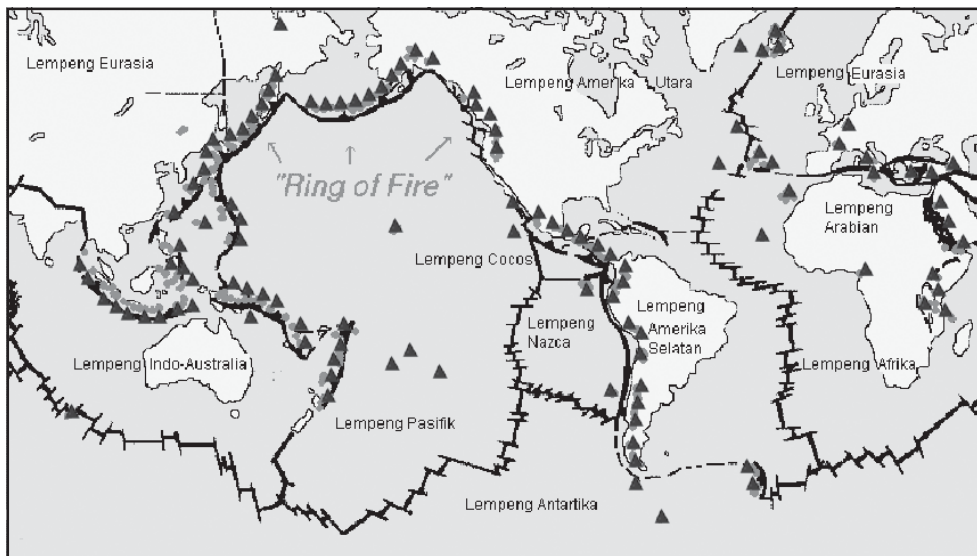 Lempeng Eurasia
Lempeng Amerika Utara
Lempeng Eurasia
"Ring of Fire"
Lempeng Arabian
Lempeng Cocos
Lempeng Nazca
Lempeng Amerika Selatan
Lempeng Indo-Australia
Lempeng Afrika
Lempeng Pasifik
Lempeng Antartika